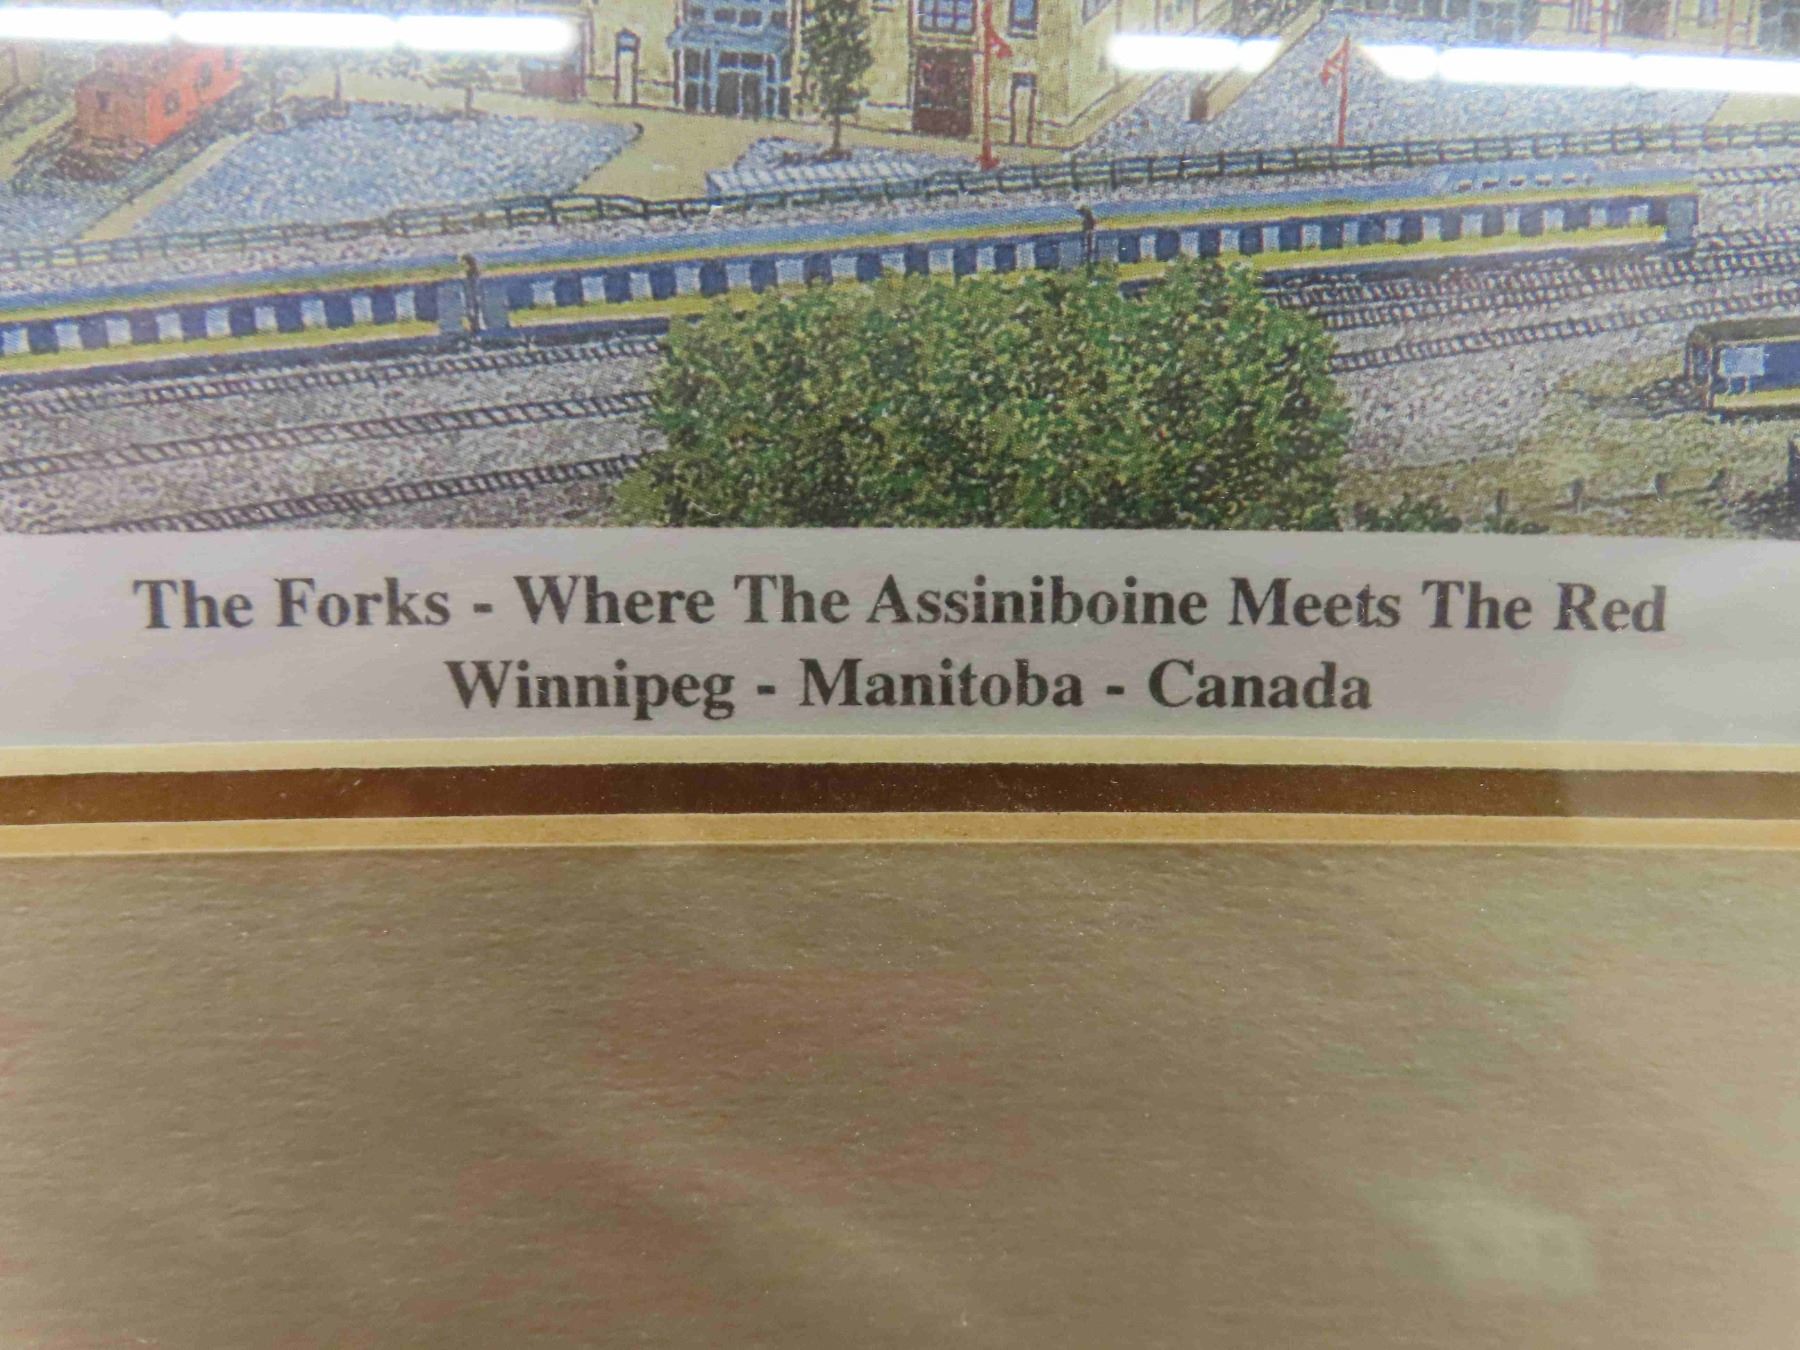 The Forks - Where The Assiniboine Meets The Red
Winnipeg - Manitoba - Canada